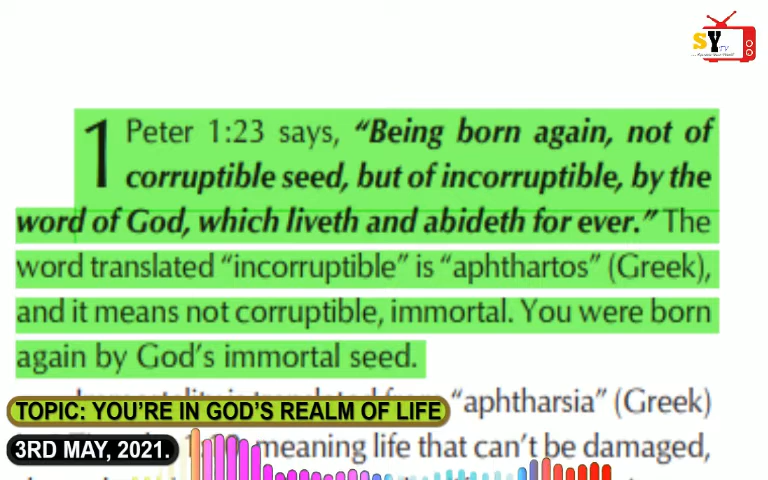 SY
TV
1 Peter 1:23 says, “Being born again, not of
corruptible seed, but of incorruptible, by the
word of God, which liveth and abideth for ever.” The
word translated “incorruptible” is “aphthartos” (Greek),
and it means not corruptible, immortal. You were born
again by God’s immortal seed.
“aphtharsia” (Greek)
TOPIC: YOU’RE IN GOD’S REALM OF LIFE
meaning life that can’t be damaged,
3RD MAY, 2021.